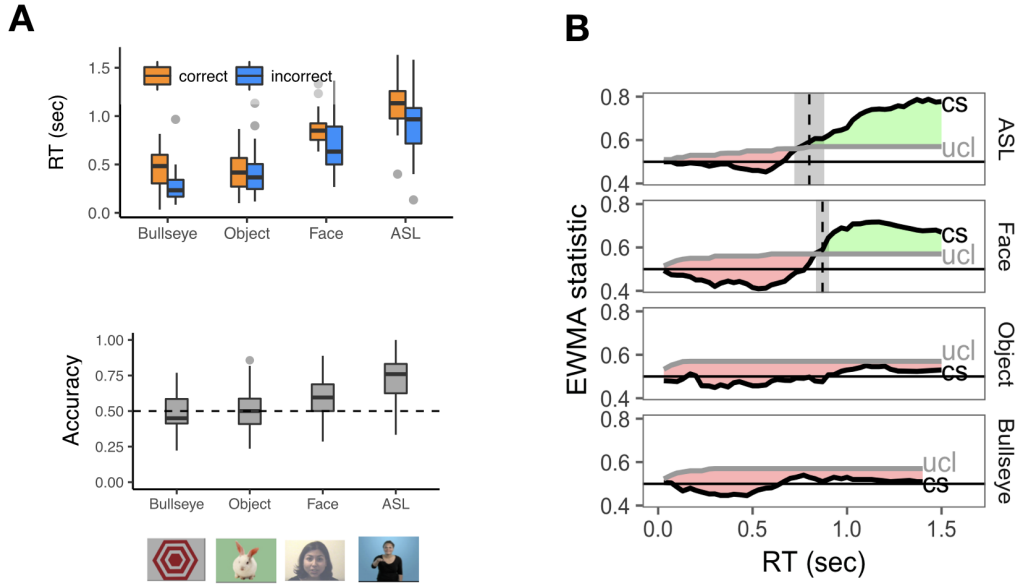 A
RT (sec)
1.5
1.0
0.5
0.0
correct
incorrect
Bullseye
Object
Face
ASL
Accuracy
1.00
0.75
0.50
0.25
0.00
Bullseye
Object
Face
ASL
B
EWMA statistic
0.8
0.6
0.4
cs
ucl
ASL
0.8
0.6
0.4
cs
ucl
Face
0.8
0.6
0.4
ucl
cs
Object
0.8
0.6
0.4
ucl
cs
Bullseye
0.0
0.5
1.0
1.5
RT (sec)